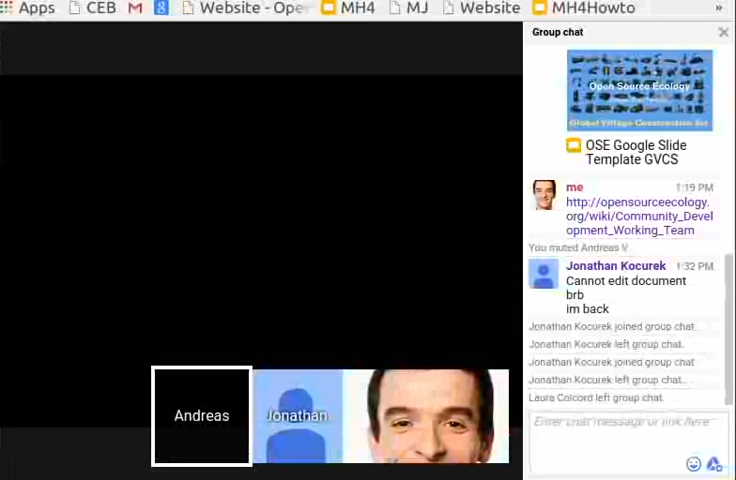 Apps CEB Website - Ope MH4 MJ Website MH4Howto »
Group chat
Open Source Ecology
Global Village Construction Set
OSE Google Slide
Template GVCS
me 1:19 PM
http://opensourceecology.
org/wiki/Community_Devel
opment_Working_Team
You muted Andreas V
Jonathan Kocurek 1:32 PM
Cannot edit document
brb
im back
Jonathan Kocurek joined group chat.
Jonathan Kocurek left group chat.
Jonathan Kocurek joined group chat
Jonathan Kocurek left group chat.
Laura Colcord left group chat.
Enter chat message or link here
Andreas
Jonathan